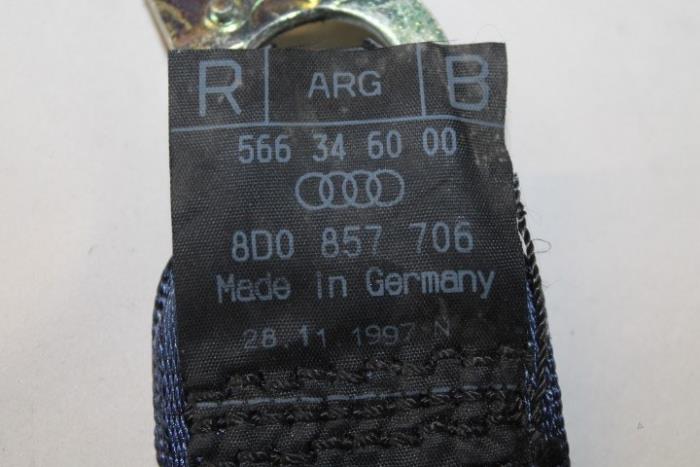 R ARG B
566 34 60 00
8D0 857 706
Made in Germany
28.11 1997 N